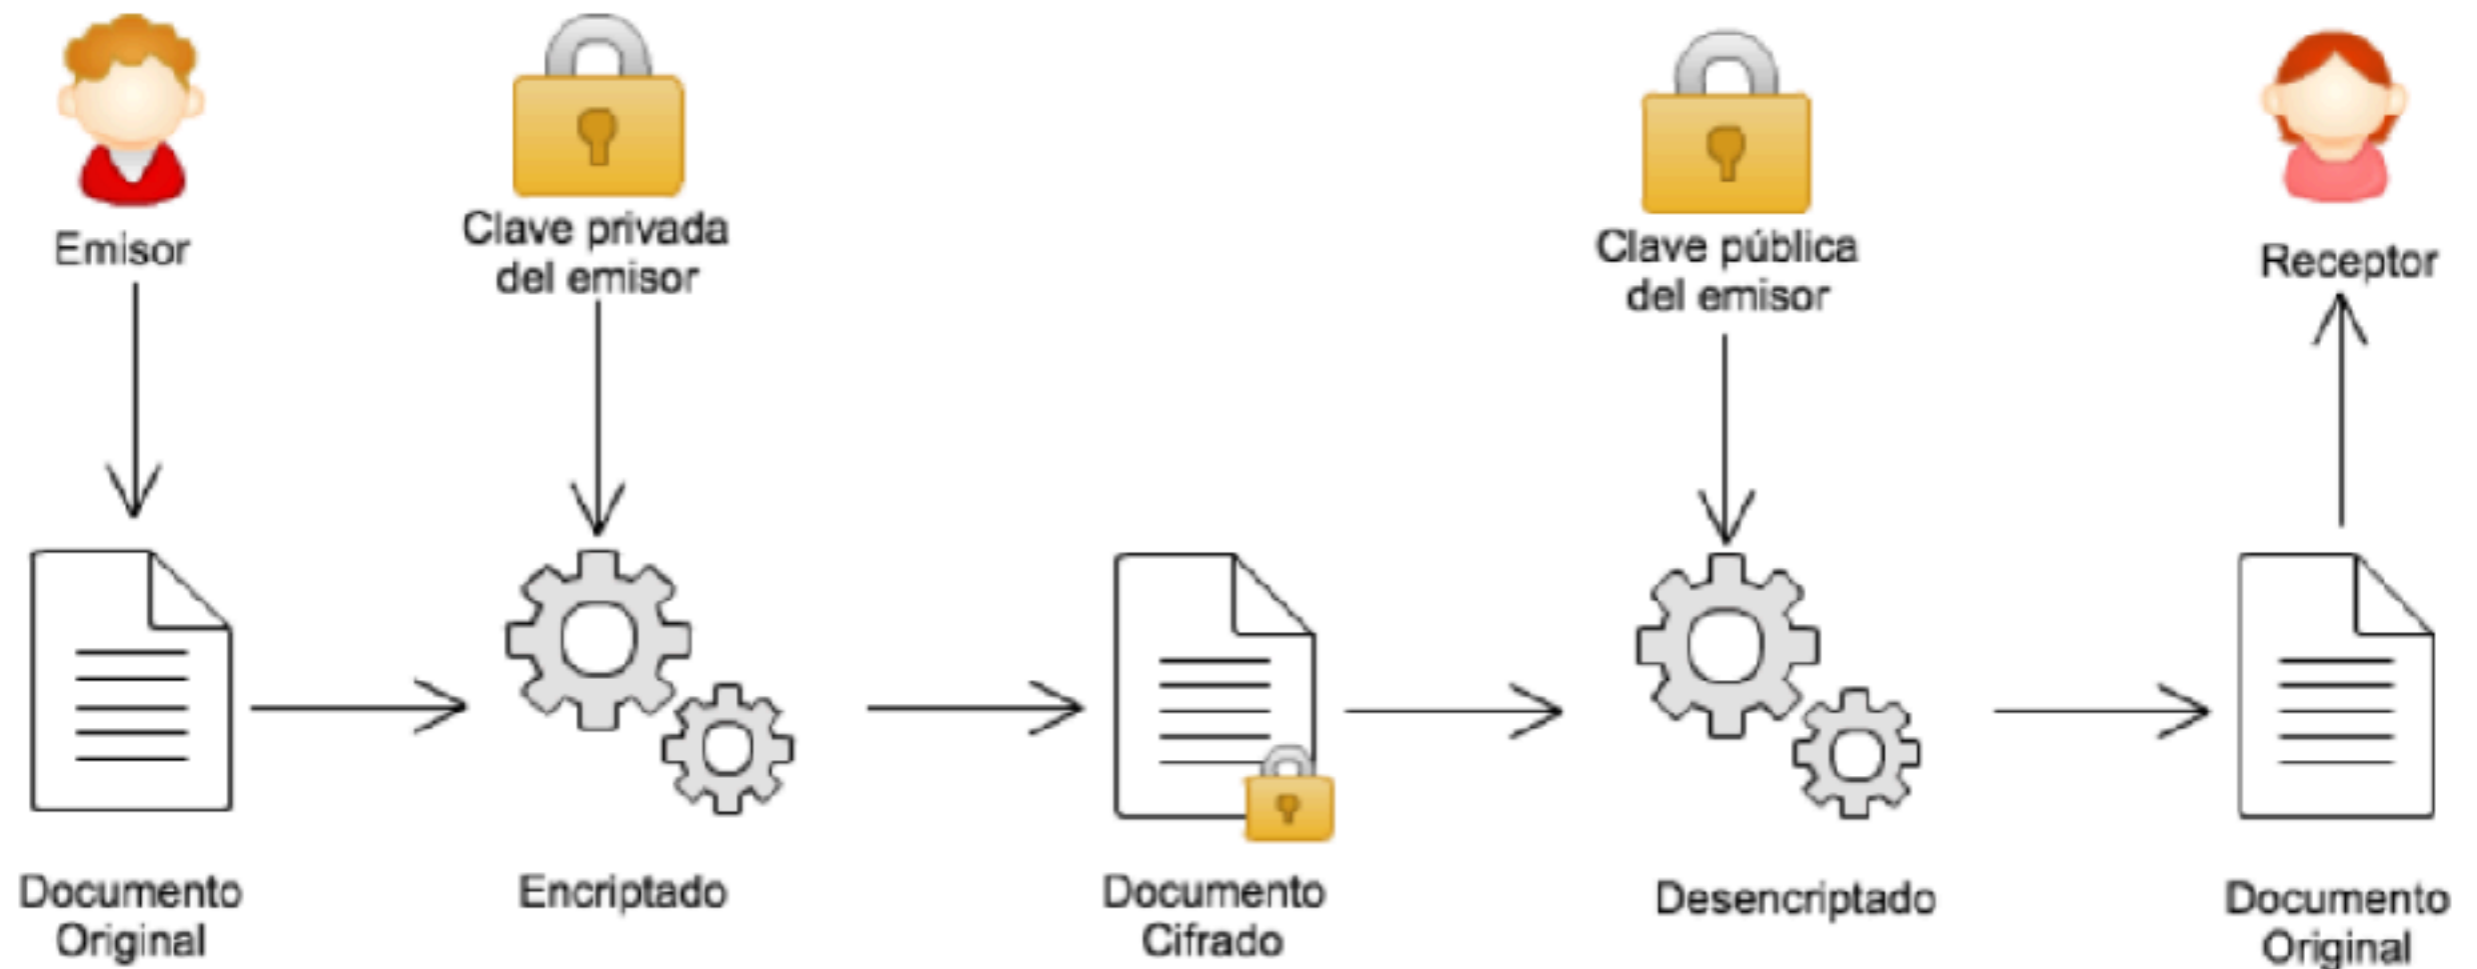 Emisor
Clave privada
del emisor
Clave pública
del emisor
Receptor
Documento
Original
Encriptado
Documento
Cifrado
Desencriptado
Documento
Original